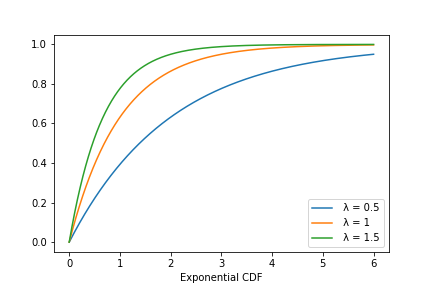 1.0
0.8
0.6
0.4
0.2
0.0
λ = 0.5
λ = 1
λ = 1.5
0 1 2 3 4 5 6
Exponential CDF